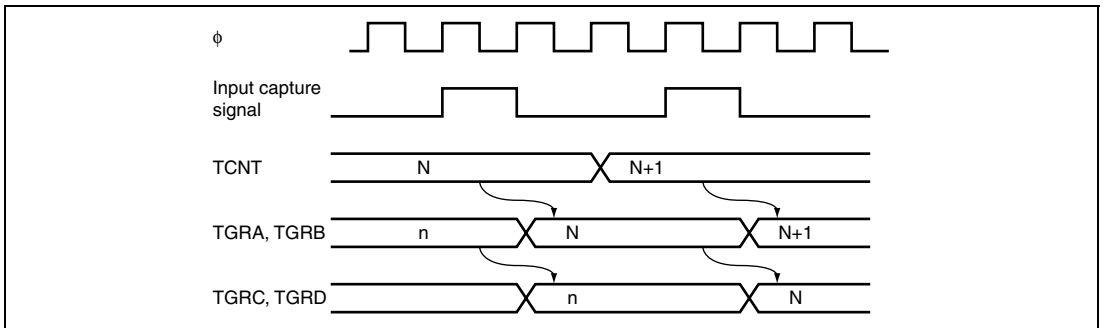 ϕ
Input capture
signal
TCNT N N+1
TGRA, TGRB n N N+1
TGRC, TGRD n N